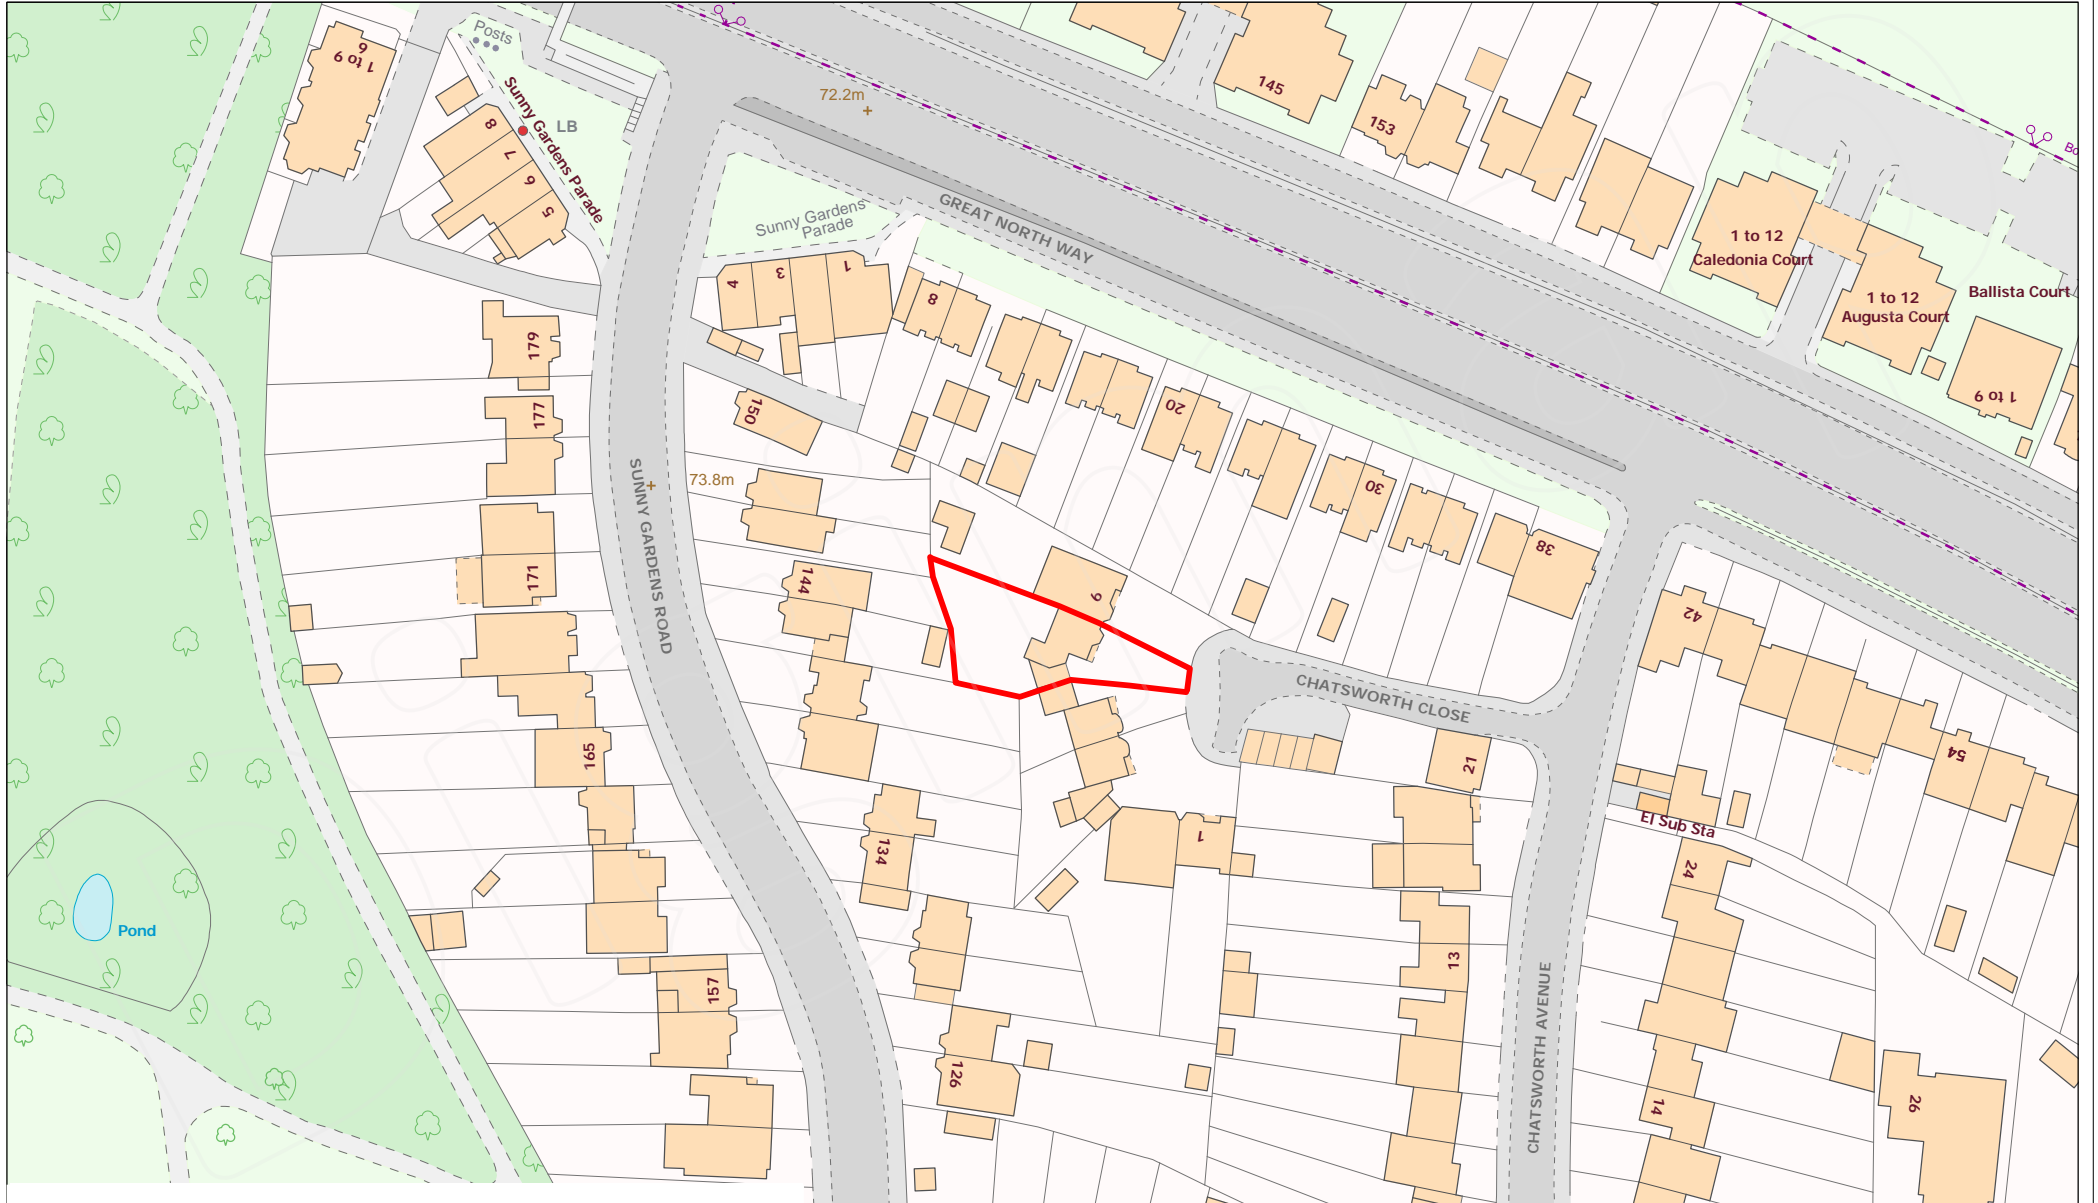 Posts
1 to 9
6
Sunny Gardens Parade
LB
8
7
6
5
72.2m
145
153
Bo
GREAT NORTH WAY
Sunny Gardens
Parade
4
3
1
8
1 to 12
Caledonia Court
1 to 12
Augusta Court
Ballista Court
1 to 9
179
177
171
165
157
150
20
30
38
73.8m
SUNNY GARDENS ROAD
144
6
42
54
CHATSWORTH CLOSE
21
El Sub Sta
24
134
1
13
Pond
126
CHATSWORTH AVENUE
14
26